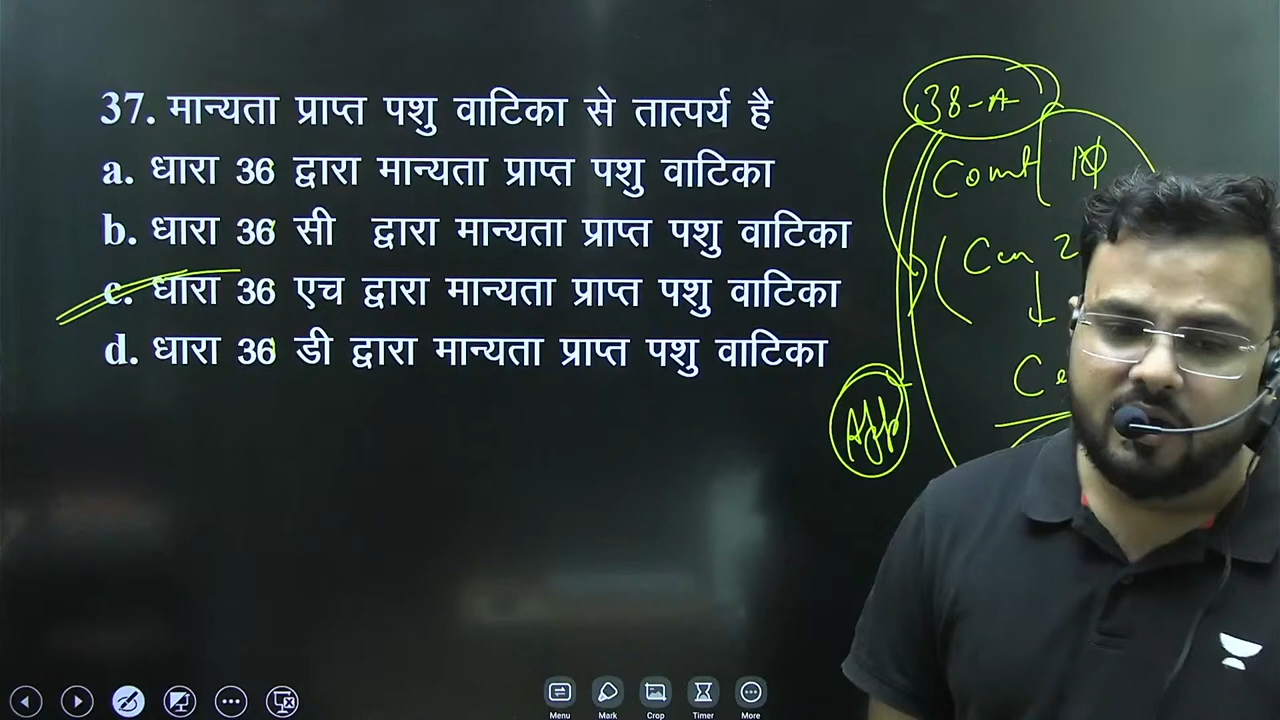 37. मान्यता प्राप्त पशु वाटिका से तात्पर्य है
a. धारा 36 द्वारा मान्यता प्राप्त पशु वाटिका
b. धारा 36 सी द्वारा मान्यता प्राप्त पशु वाटिका
c. धारा 36 एच द्वारा मान्यता प्राप्त पशु वाटिका
d. धारा 36 डी द्वारा मान्यता प्राप्त पशु वाटिका
38-A
Menu Mark Crop Timer More